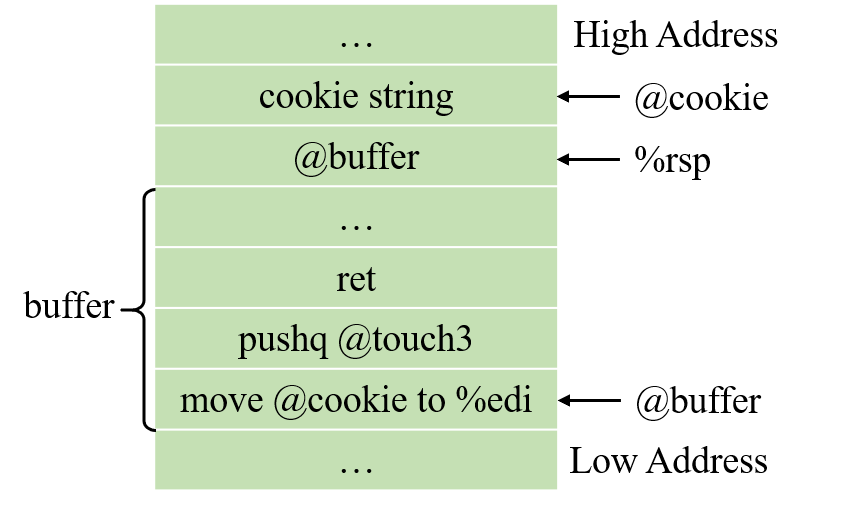 … High Address
cookie string @cookie
@buffer %rsp
…
ret
buffer
pushq @touch3
move @cookie to %edi @buffer
… Low Address